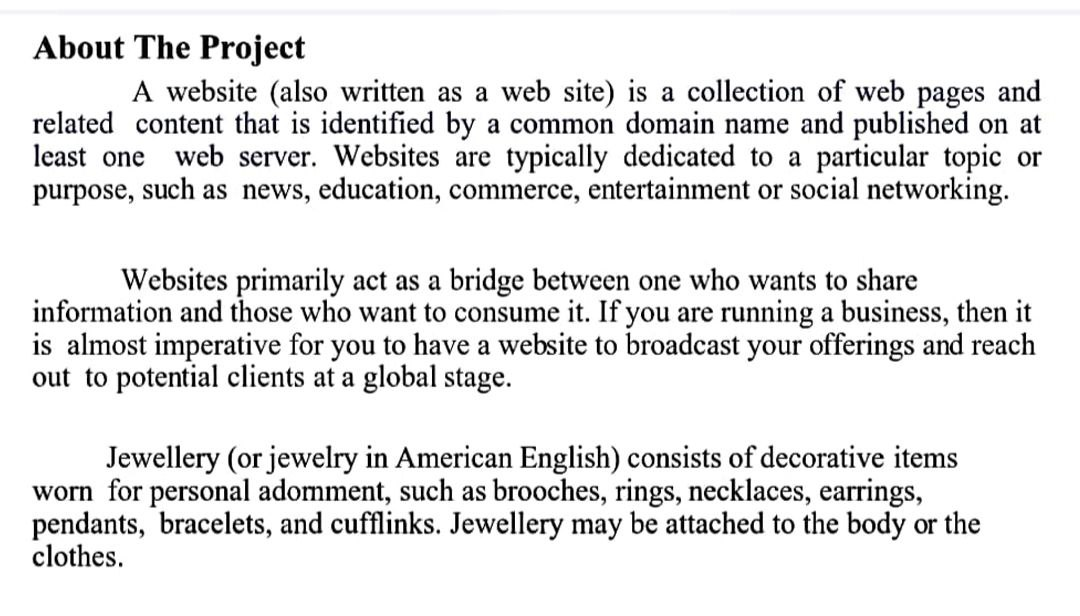 About The Project
A website (also written as a web site) is a collection of web pages and
related content that is identified by a common domain name and published on at
least one web server. Websites are typically dedicated to a particular topic or
purpose, such as news, education, commerce, entertainment or social networking.
Websites primarily act as a bridge between one who wants to share
information and those who want to consume it. If you are running a business, then it
is almost imperative for you to have a website to broadcast your offerings and reach
out to potential clients at a global stage.
Jewellery (or jewelry in American English) consists of decorative items
worn for personal adornment, such as brooches, rings, necklaces, earrings,
pendants, bracelets, and cufflinks. Jewellery may be attached to the body or the
clothes.